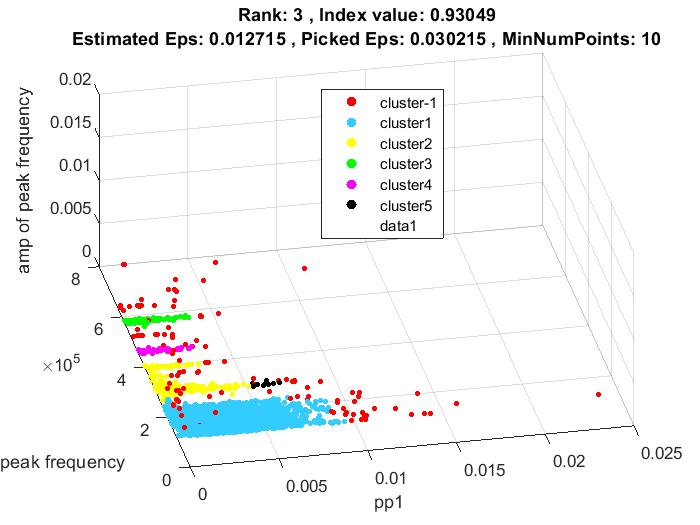 Rank: 3 , Index value: 0.93049
Estimated Eps: 0.012715 , Picked Eps: 0.030215 , MinNumPoints: 10
0.02
0.015
0.01
0.005
0
amp of peak frequency
cluster-1
cluster1
cluster2
cluster3
cluster4
cluster5
data1
8
6
×10^5
4
2
0
peak frequency
0
0.005
0.01
0.015
0.02
0.025
pp1